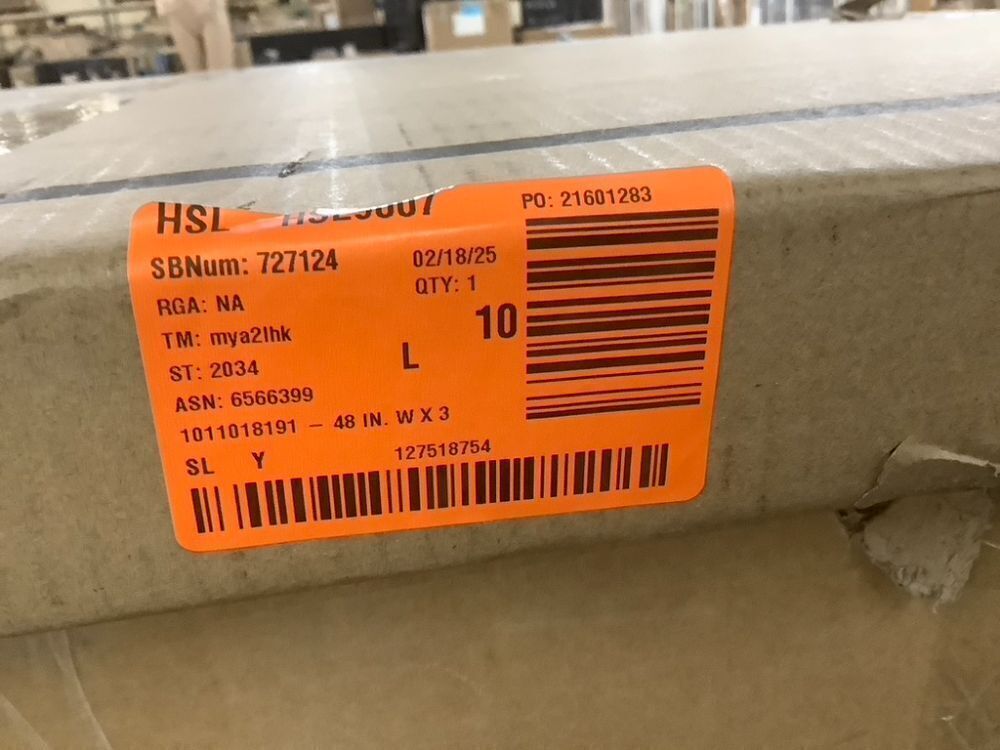 HSL
PO: 21601283
SBNum: 727124
02/18/25
RGA: NA
QTY: 1
TM: mya2lhk
10
ST: 2034
L
ASN: 6566399
1011018191 – 48 IN. W X 3
SL Y 127518754